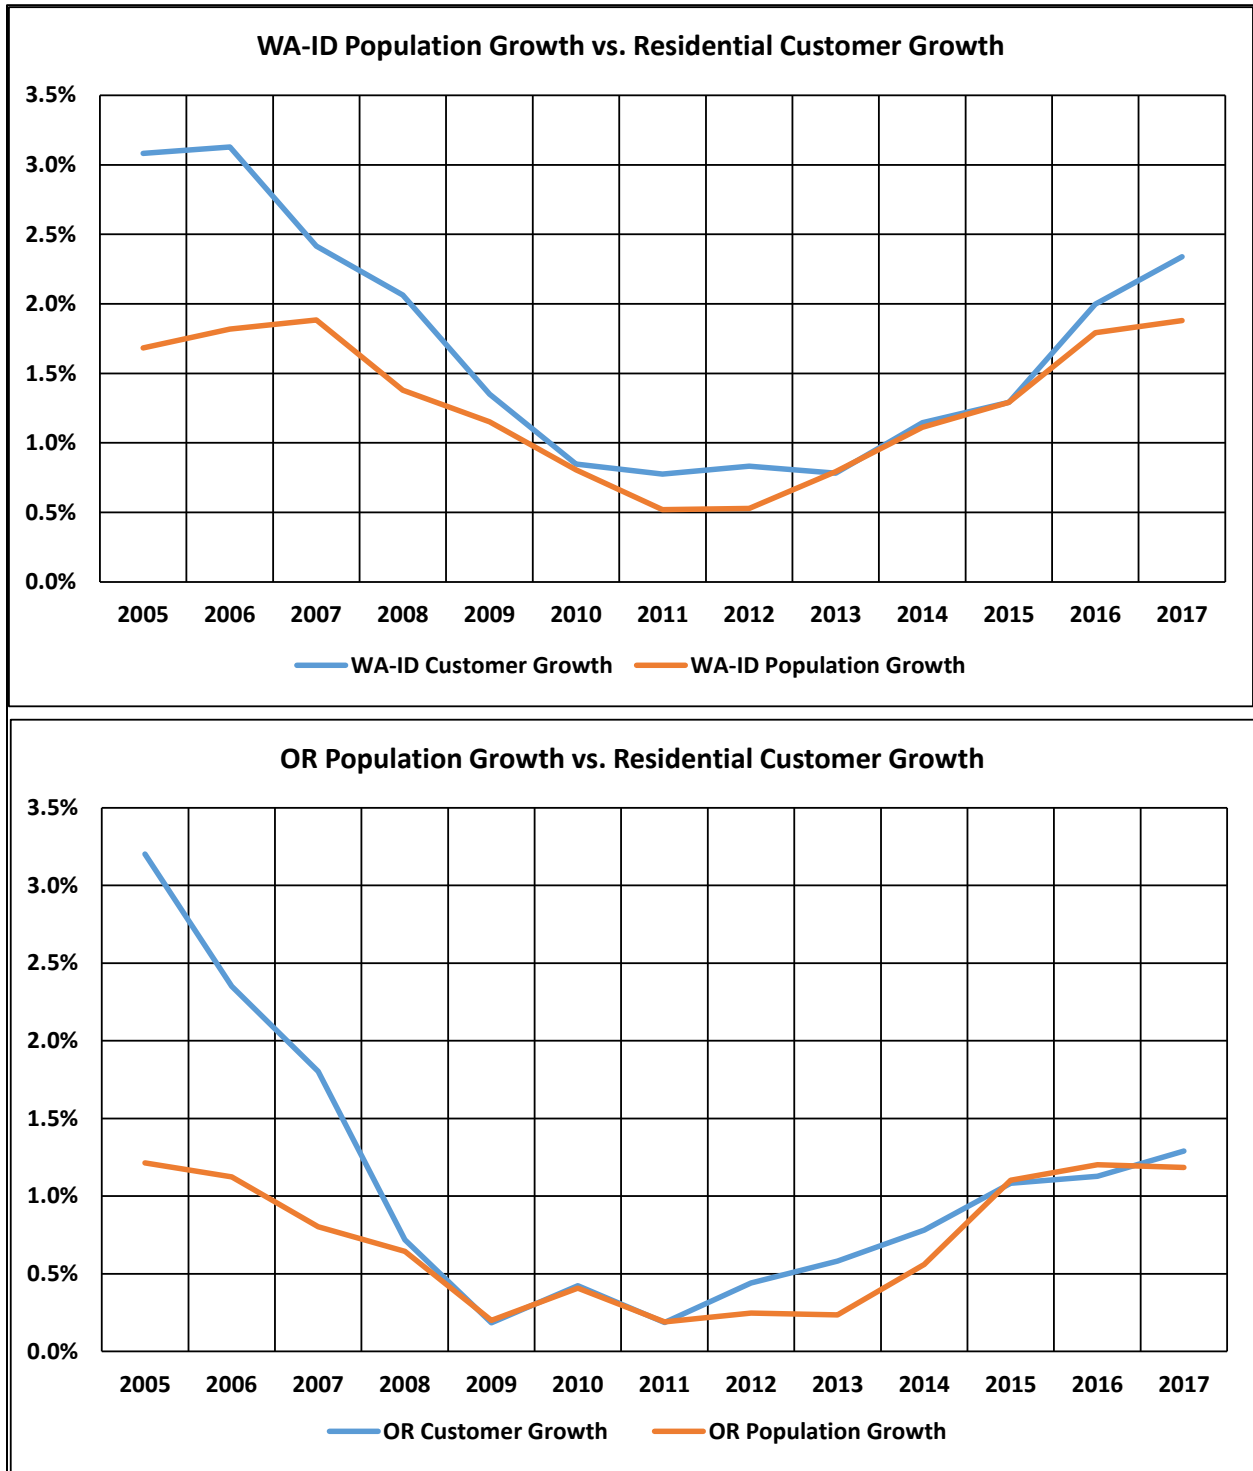 WA-ID Population Growth vs. Residential Customer Growth
3.5%
3.0%
2.5%
2.0%
1.5%
1.0%
0.5%
0.0%
2005 2006 2007 2008 2009 2010 2011 2012 2013 2014 2015 2016 2017
WA-ID Customer Growth WA-ID Population Growth
OR Population Growth vs. Residential Customer Growth
3.5%
3.0%
2.5%
2.0%
1.5%
1.0%
0.5%
0.0%
2005 2006 2007 2008 2009 2010 2011 2012 2013 2014 2015 2016 2017
OR Customer Growth OR Population Growth